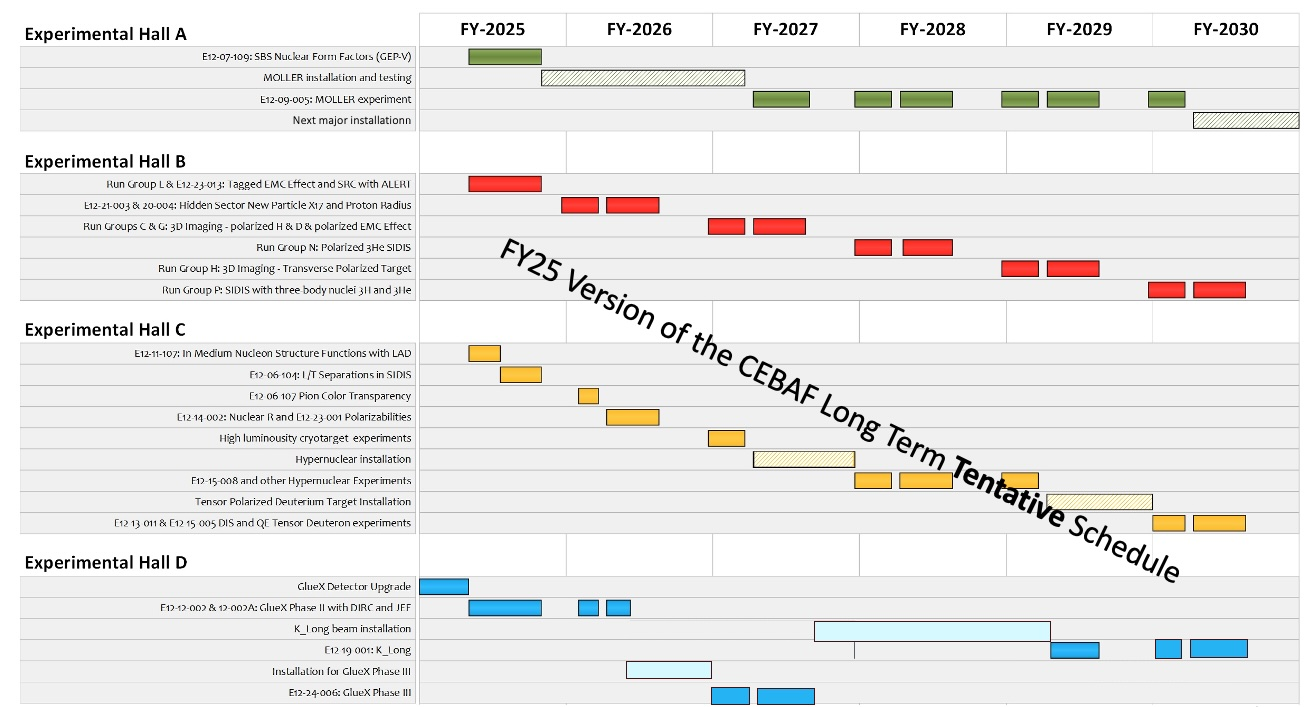 FY-2025 FY-2026 FY-2027 FY-2028 FY-2029 FY-2030
Experimental Hall A
E12-07-109: SBS Nuclear Form Factors (GEP-V)
MOLLER installation and testing
E12-09-005: MOLLER experiment
Next major installationn
Experimental Hall B
Run Group L & E12-23-013: Tagged EMC Effect and SRC with ALERT
E12-21-003 & 20-004: Hidden Sector New Particle X17 and Proton Radius
Run Groups C & G: 3D Imaging - polarized H & D & polarized EMC Effect
Run Group N: Polarized 3He SIDIS
Run Group H: 3D Imaging - Transverse Polarized Target
Run Group P: SIDIS with three body nuclei 3H and 3He
Experimental Hall C
E12-11-107: In Medium Nucleon Structure Functions with LAD
E12-06-104: L/T Separations in SIDIS
E12-06 107 Pion Color Transparency
E12-14-002: Nuclear R and E12-23-001 Polarizabilities
High luminousity cryotarget experiments
Hypernuclear installation
E12-15-008 and other Hypernuclear Experiments
Tensor Polarized Deuterium Target Installation
E12 13 011 & E12 15 005 DIS and QE Tensor Deuteron experiments
Experimental Hall D
GlueX Detector Upgrade
E12-12-002 & 12-002A: GlueX Phase II with DIRC and JEF
K_Long beam installation
E12 19 001: K_Long
Installation for GlueX Phase III
E12-24-006: GlueX Phase III
FY25 Version of the CEBAF Long Term Tentative Schedule